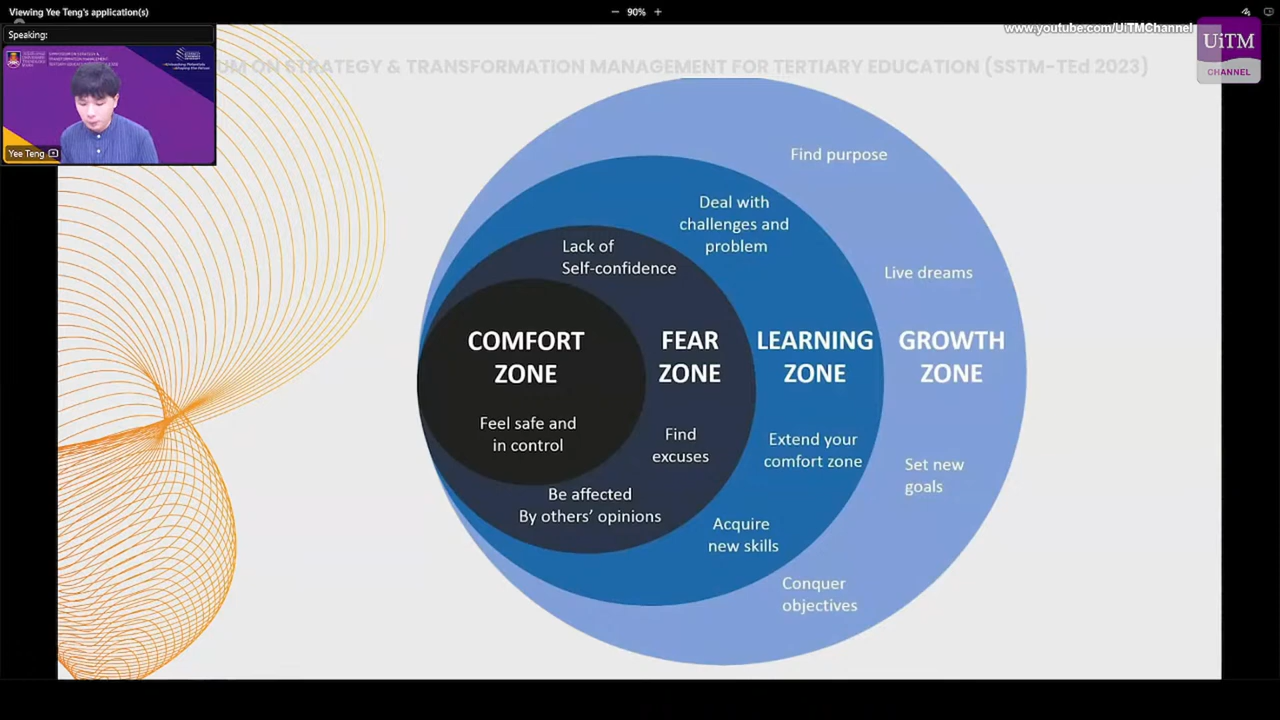 Viewing Yee Teng's application(s)
− 90% +
Speaking:
www.youtube.com/UiTMChannel
UiTM
CHANNEL
UM ON STRATEGY & TRANSFORMATION MANAGEMENT FOR TERTIARY EDUCATION (SSTM-TEd 2023)
Yee Teng
Find purpose
Deal with
challenges and
problem
Lack of
Self-confidence
Live dreams
COMFORT
ZONE
FEAR
ZONE
LEARNING
ZONE
GROWTH
ZONE
Feel safe and
in control
Find
excuses
Extend your
comfort zone
Set new
goals
Be affected
By others’ opinions
Acquire
new skills
Conquer
objectives